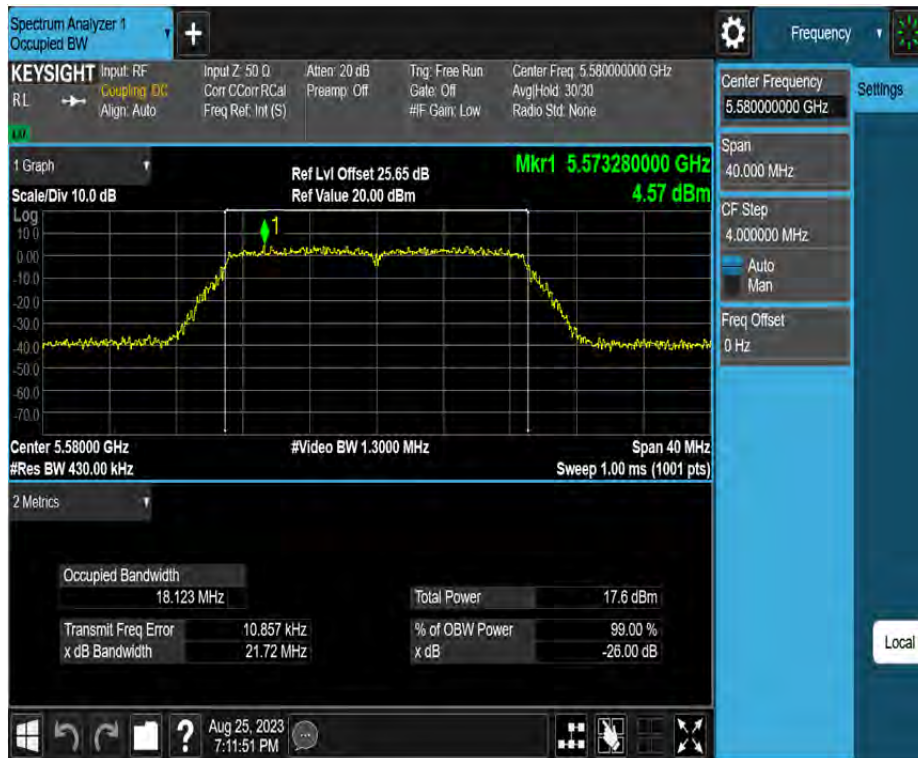 Spectrum Analyzer 1
Occupied BW
+
Frequency
KEYSIGHT
RL
Input: RF
Coupling: DC
Align: Auto
Input Z: 50 Ω
Corr CCorr RCal
Freq Ref: Int (S)
Atten: 20 dB
Preamp: Off
Trig: Free Run
Gate: Off
#IF Gain: Low
Center Freq: 5.580000000 GHz
Avg|Hold: 30/30
Radio Std: None
Center Frequency
5.580000000 GHz
Settings
Span
40.000 MHz
CF Step
4.000000 MHz
Auto
Man
Freq Offset
0 Hz
1 Graph
Scale/Div 10.0 dB
Ref Lvl Offset 25.65 dB
Ref Value 20.00 dBm
Mkr1 5.573280000 GHz
4.57 dBm
Log
10.0
0.00
-10.0
-20.0
-30.0
-40.0
-50.0
-60.0
-70.0
1
Center 5.58000 GHz
#Video BW 1.3000 MHz
Span 40 MHz
#Res BW 430.00 kHz
Sweep 1.00 ms (1001 pts)
2 Metrics
Occupied Bandwidth
18.123 MHz
Total Power 17.6 dBm
Transmit Freq Error 10.857 kHz
% of OBW Power 99.00 %
x dB Bandwidth 21.72 MHz
x dB -26.00 dB
Local
?
Aug 25, 2023
7:11:51 PM